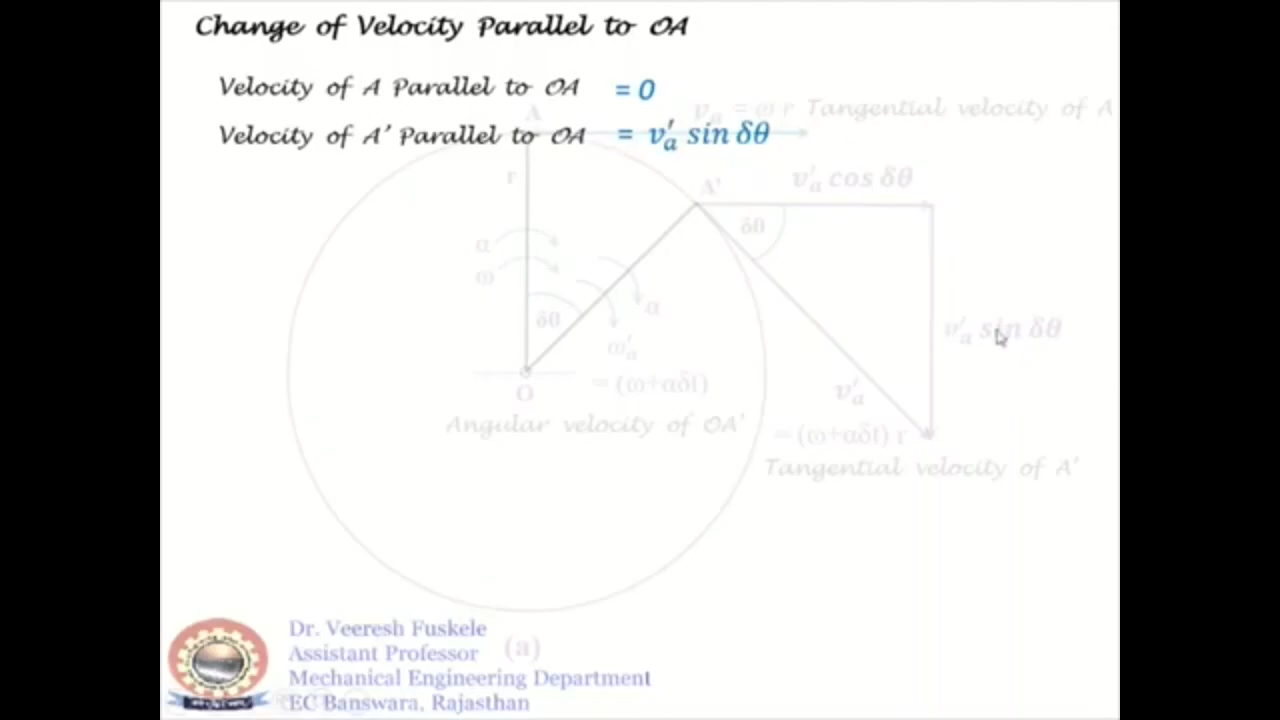 Change of Velocity Parallel to OA
Velocity of A Parallel to OA = 0
A
vₐ = ω r Tangential velocity of A
Velocity of A' Parallel to OA = v'ₐ sin δθ
r
A'
v'ₐ cos δθ
δθ
α
ω
α
δθ
ω'ₐ
v'ₐ sin δθ
O
= (ω+αδt)
v'ₐ
Angular velocity of OA'
= (ω+αδt) r
Tangential velocity of A'
Dr. Veeresh Fuskele
(a)
Assistant Professor
Mechanical Engineering Department
EC Banswara, Rajasthan